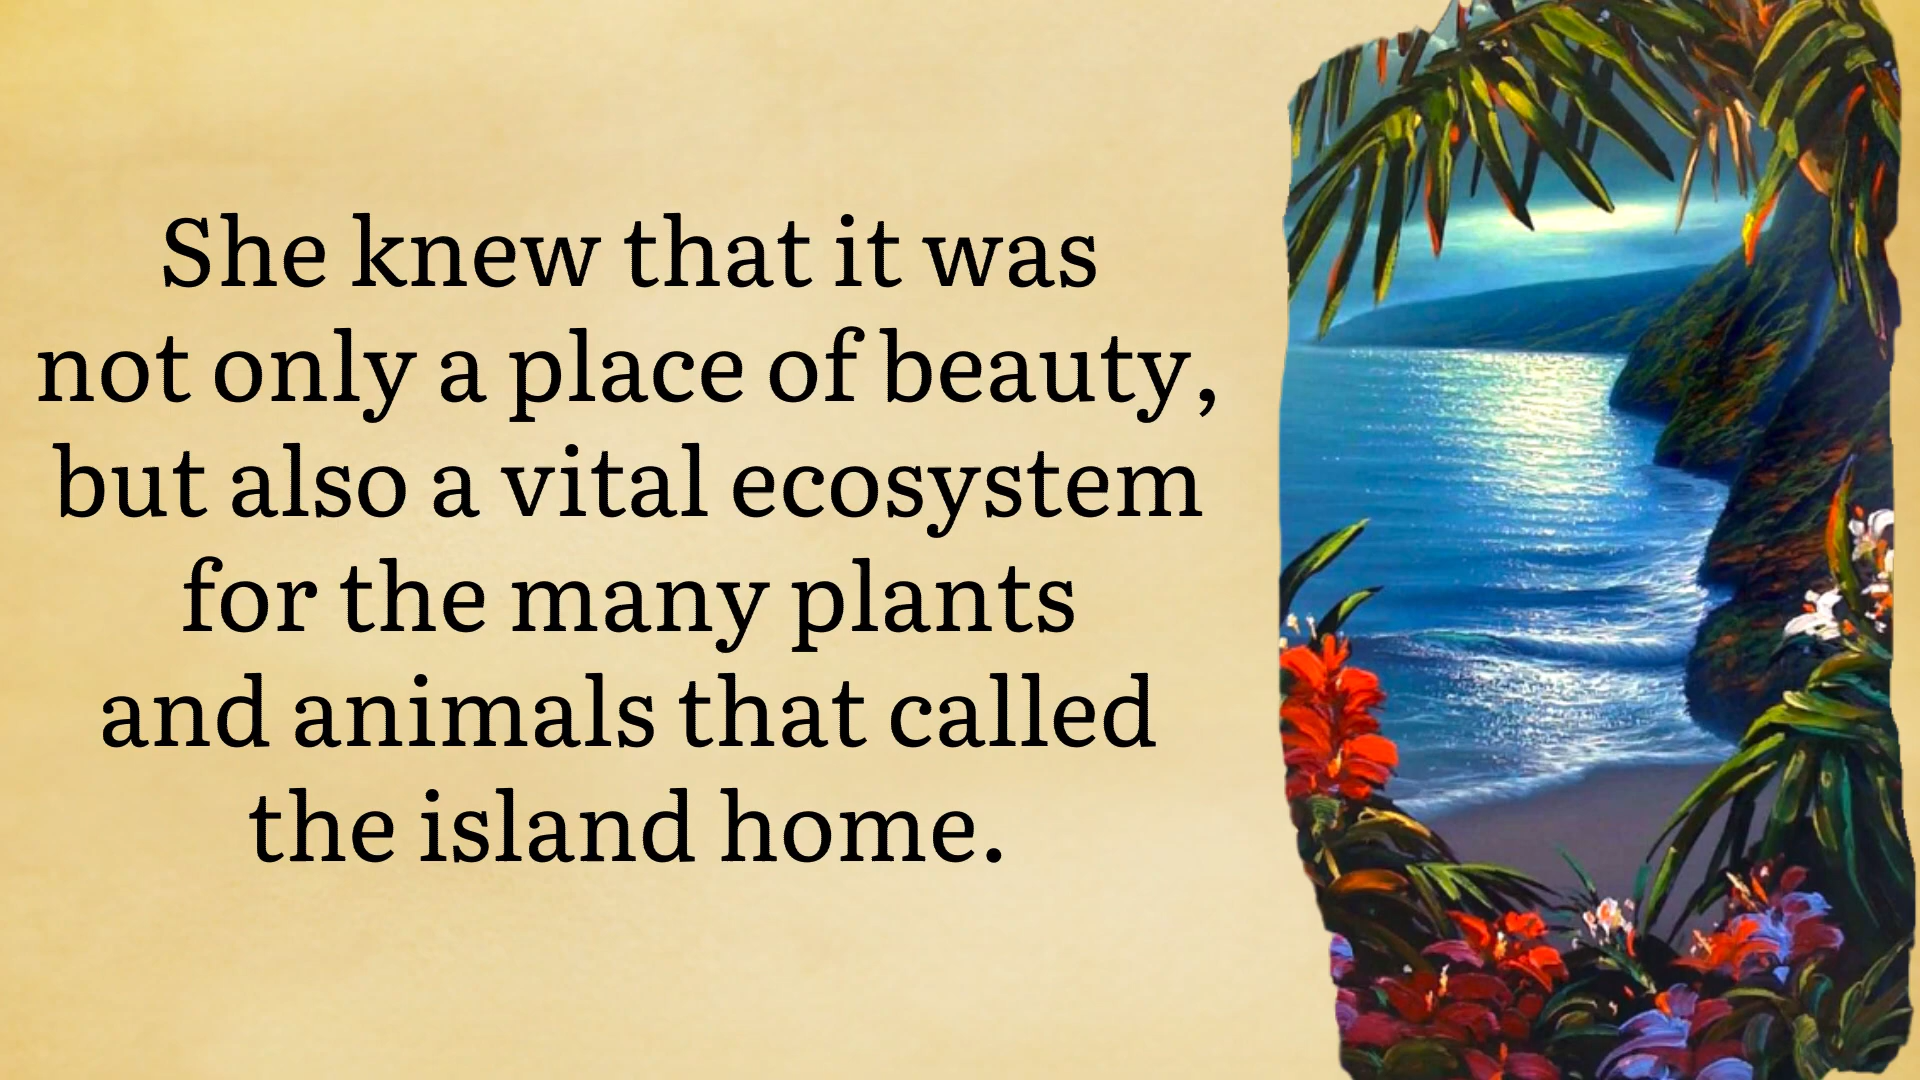 She knew that it was
not only a place of beauty,
but also a vital ecosystem
for the many plants
and animals that called
the island home.